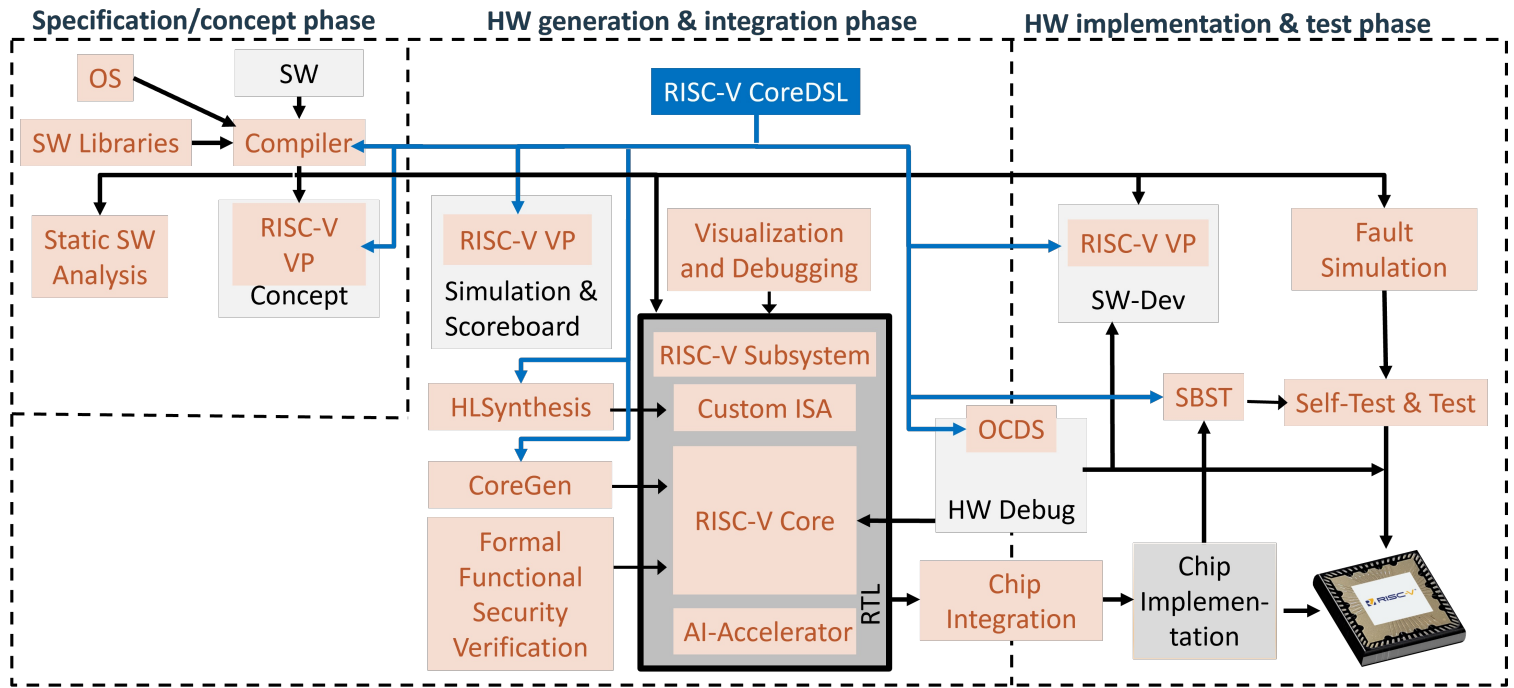 Specification/concept phase
HW generation & integration phase
HW implementation & test phase
OS
SW
RISC-V CoreDSL
SW Libraries
Compiler
Static SW
Analysis
RISC-V
VP
Concept
RISC-V VP
Simulation &
Scoreboard
Visualization
and Debugging
RISC-V VP
SW-Dev
Fault
Simulation
RISC-V Subsystem
HLSynthesis
Custom ISA
SBST
Self-Test & Test
OCDS
HW Debug
CoreGen
RISC-V Core
Formal
Functional
Security
Verification
AI-Accelerator
RTL
Chip
Integration
Chip
Implemen-
tation
RISC-V